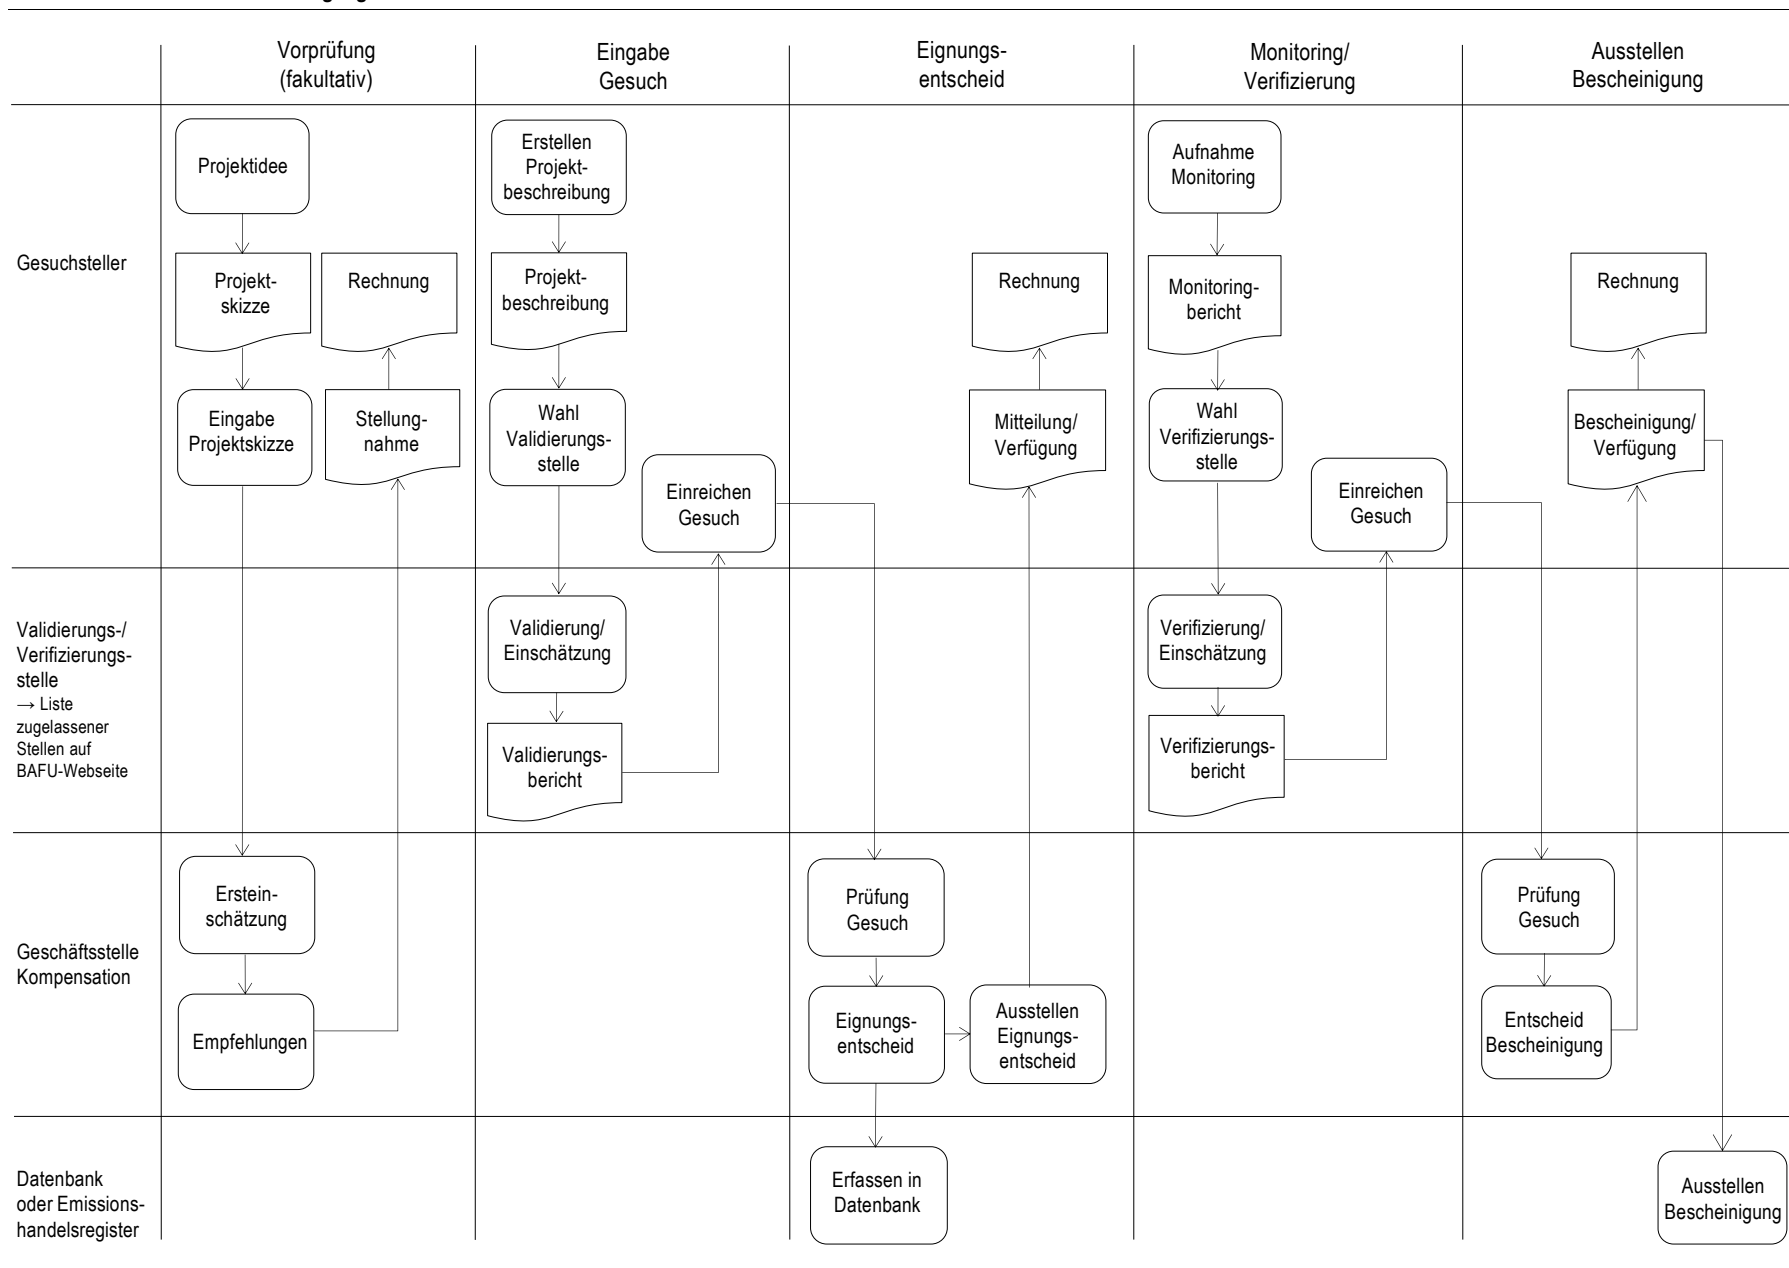 Vorprüfung
(fakultativ)
Eingabe
Gesuch
Eignungs-
entscheid
Monitoring/
Verifizierung
Ausstellen
Bescheinigung
Gesuchsteller
Projektidee
Projekt-
skizze
Rechnung
Eingabe
Projektskizze
Stellung-
nahme
Erstellen
Projekt-
beschreibung
Projekt-
beschreibung
Wahl
Validierungs-
stelle
Einreichen
Gesuch
Rechnung
Mitteilung/
Verfügung
Aufnahme
Monitoring
Monitoring-
bericht
Wahl
Verifizierungs-
stelle
Einreichen
Gesuch
Rechnung
Bescheinigung/
Verfügung
Validierungs-/
Verifizierungs-
stelle
→ Liste
zugelassener
Stellen auf
BAFU-Webseite
Validierung/
Einschätzung
Validierungs-
bericht
Verifizierung/
Einschätzung
Verifizierungs-
bericht
Geschäftsstelle
Kompensation
Erstein-
schätzung
Empfehlungen
Prüfung
Gesuch
Eignungs-
entscheid
Ausstellen
Eignungs-
entscheid
Prüfung
Gesuch
Entscheid
Bescheinigung
Datenbank
oder Emissions-
handelsregister
Erfassen in
Datenbank
Ausstellen
Bescheinigung